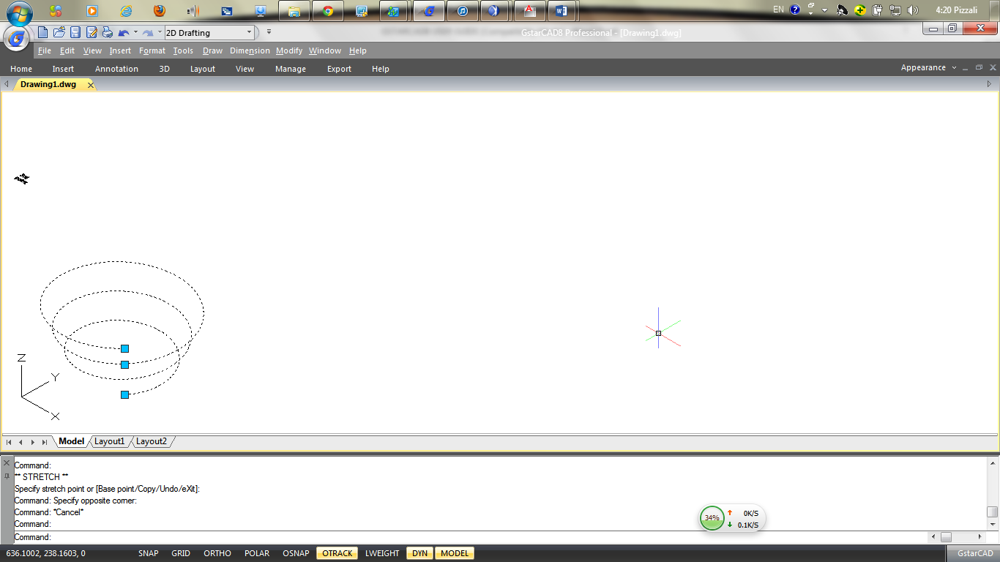 EN
4:20 Pizzali
2D Drafting
GstarCAD8 Professional - [Drawing1.dwg]
File Edit View Insert Format Tools Draw Dimension Modify Window Help
Home Insert Annotation 3D Layout View Manage Export Help
Appearance
Drawing1.dwg
Z
Y
X
Model Layout1 Layout2
Command:
** STRETCH **
Specify stretch point or [Base point/Copy/Undo/eXit]:
Command: Specify opposite corner:
Command: *Cancel*
Command:
Command:
34%
0K/S
0.1K/S
636.1002, 238.1603, 0 SNAP GRID ORTHO POLAR OSNAP OTRACK LWEIGHT DYN MODEL GstarCAD